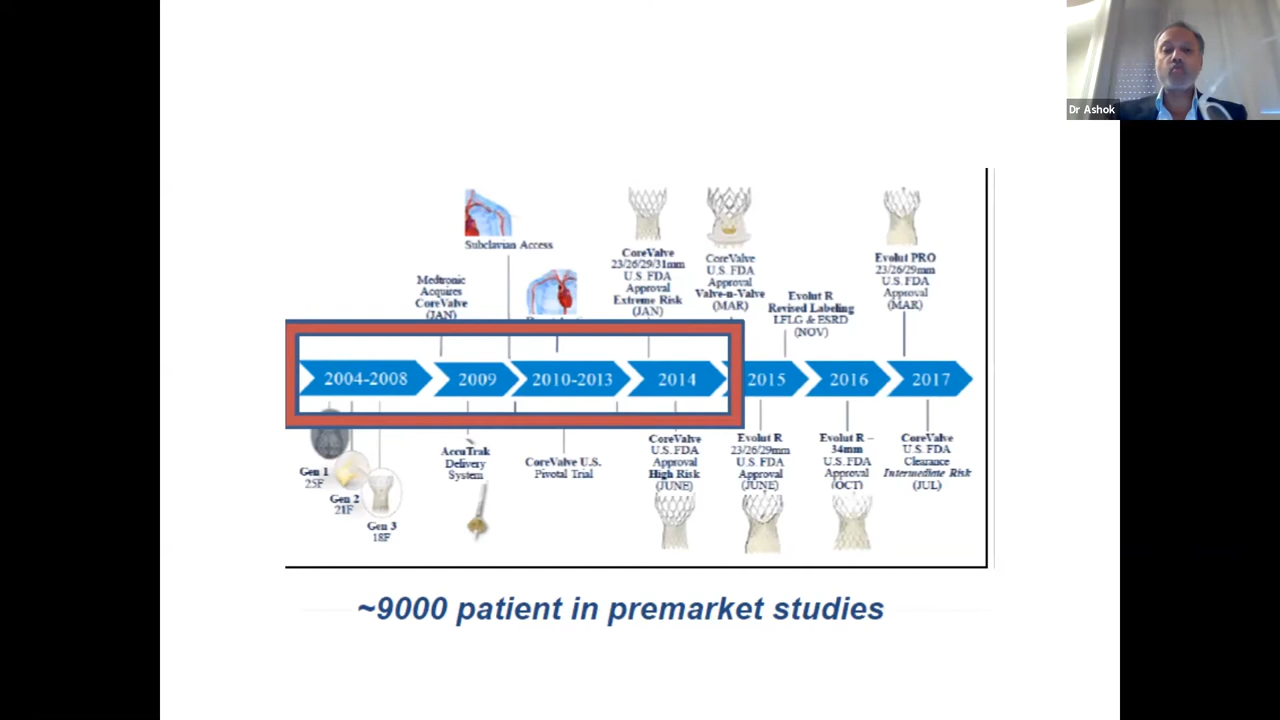 Dr Ashok
Subclavian Access
Medtronic
Acquires
CoreValve
(JAN)
CoreValve
23/26/29/31mm
U.S. FDA
Approval
Extreme Risk
(JAN)
CoreValve
U.S. FDA
Approval
Valve-n-Valve
(MAR)
Evolut R
Revised Labeling
LFLG & ESRD
(NOV)
Evolut PRO
23/26/29mm
U.S. FDA
Approval
(MAR)
2004-2008
2009
2010-2013
2014
2015
2016
2017
Gen 1
25F
Gen 2
21F
Gen 3
18F
AccuTrak
Delivery
System
CoreValve U.S.
Pivotal Trial
CoreValve
U.S. FDA
Approval
High Risk
(JUNE)
Evolut R
23/26/29mm
U.S. FDA
Approval
(JUNE)
Evolut R –
34mm
U.S. FDA
Approval
(OCT)
CoreValve
U.S. FDA
Clearance
Intermediate Risk
(JUL)
~9000 patient in premarket studies